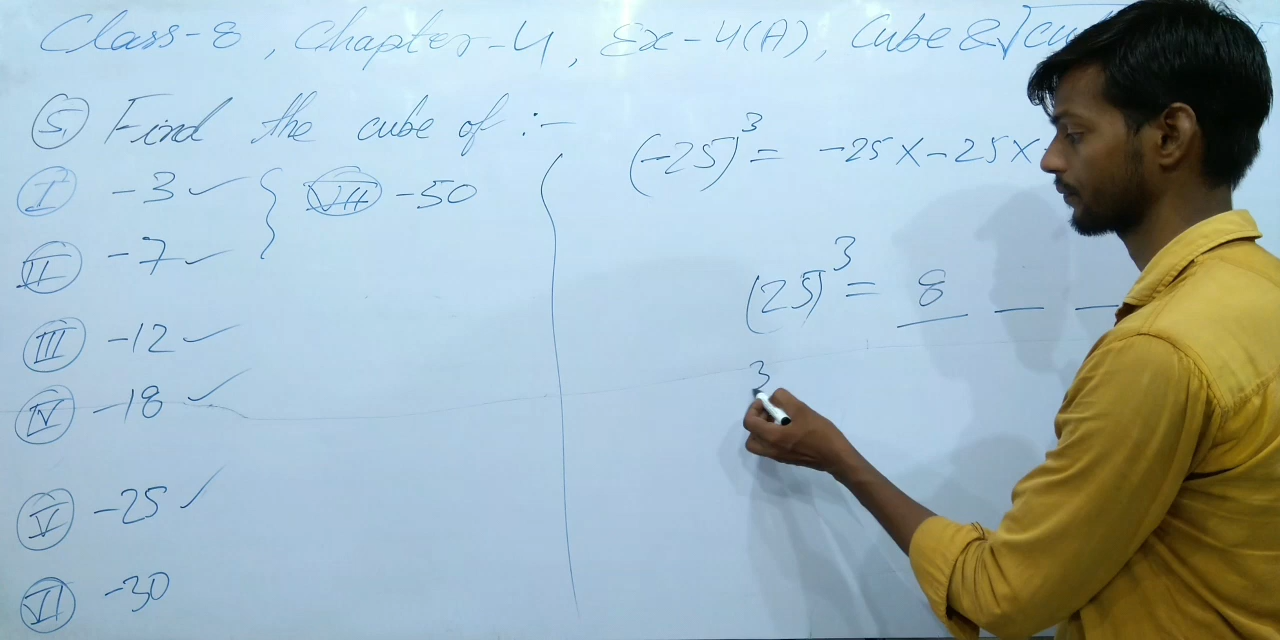 Class-8, Chapter-4, Ex-4(A), Cube & √cu
⑤ Find the cube of :-
Ⓘ -3 ✓ } VII -50
II -7 ✓
III -12 ✓
IV -18 ✓
V -25 ✓
VI -30
(-25)³ = -25 × -25 ×
(25)³ = 8 _ _ _
3